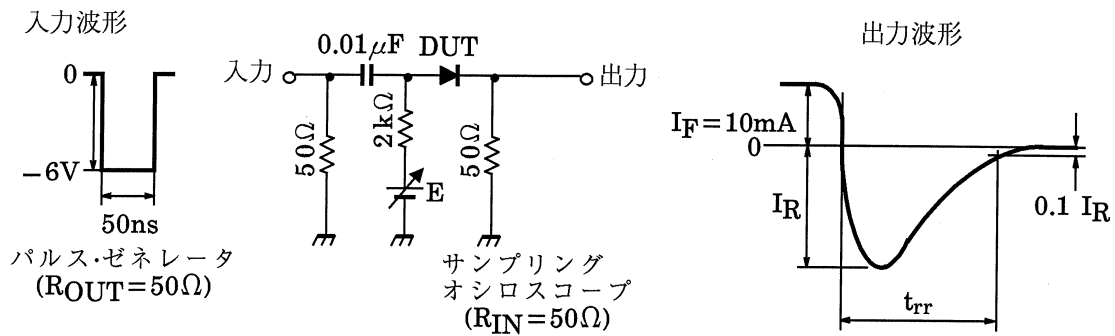 入力波形
0
−6V
50ns
パルス・ゼネレータ
(ROUT=50Ω)
0.01μF DUT
入力
出力
50Ω
2kΩ
E
50Ω
サンプリング
オシロスコープ
(RIN=50Ω)
出力波形
IF=10mA
0
IR
0.1 IR
trr